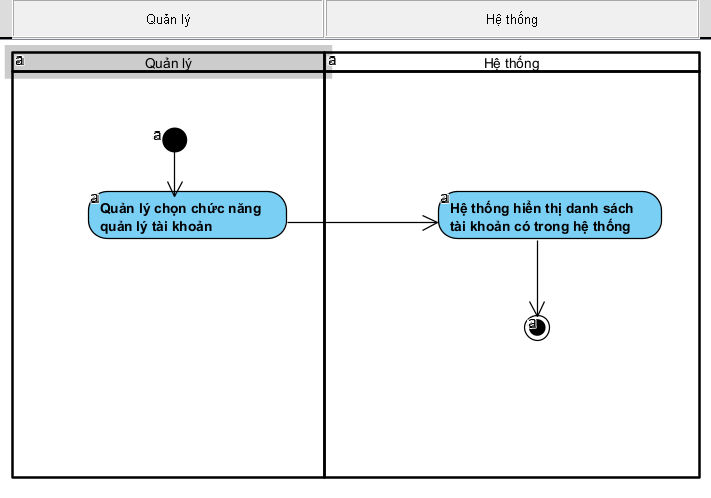 Quản lý
Hệ thống
a
Quản lý
a
Hệ thống
a
a
Quản lý chọn chức năng
quản lý tài khoản
a
Hệ thống hiển thị danh sách
tài khoản có trong hệ thống
a